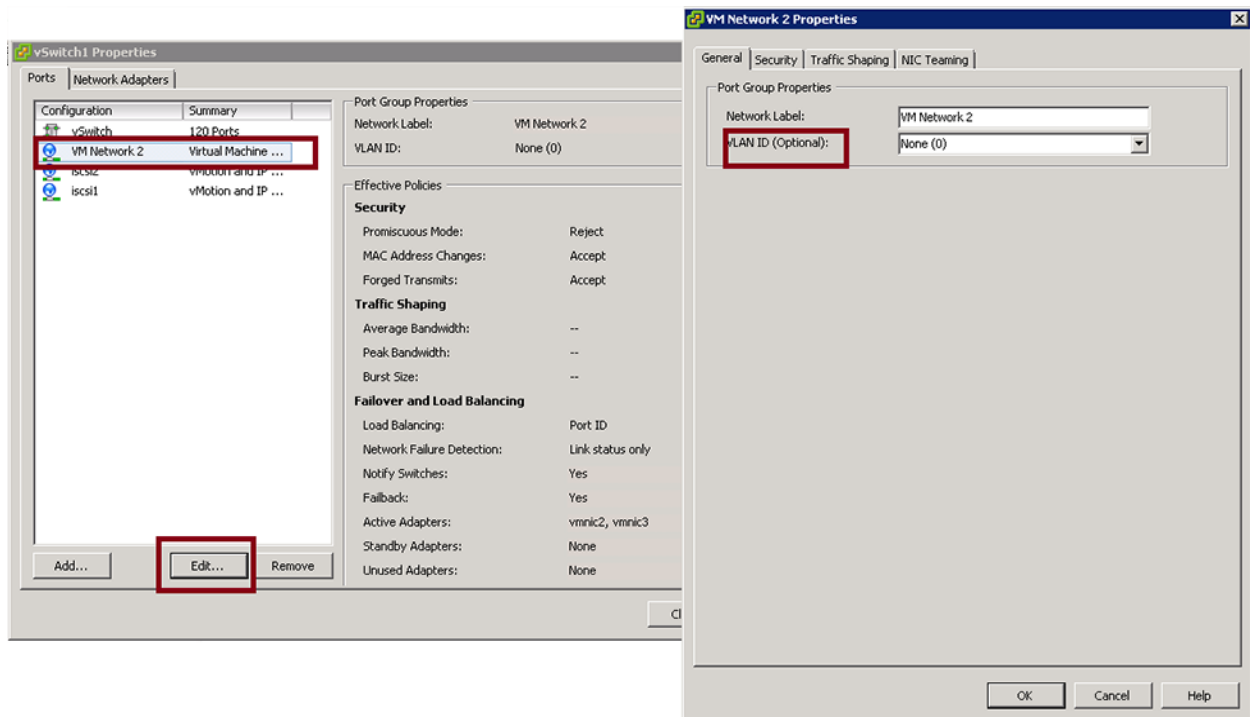 vSwitch1 Properties
Ports Network Adapters
Configuration Summary
vSwitch 120 Ports
VM Network 2 Virtual Machine ...
iscsi2 vMotion and IP ...
iscsi1 vMotion and IP ...
Add... Edit... Remove
Port Group Properties
Network Label: VM Network 2
VLAN ID: None (0)
Effective Policies
Security
Promiscuous Mode: Reject
MAC Address Changes: Accept
Forged Transmits: Accept
Traffic Shaping
Average Bandwidth: --
Peak Bandwidth: --
Burst Size: --
Failover and Load Balancing
Load Balancing: Port ID
Network Failure Detection: Link status only
Notify Switches: Yes
Failback: Yes
Active Adapters: vmnic2, vmnic3
Standby Adapters: None
Unused Adapters: None
Cl
VM Network 2 Properties
General Security Traffic Shaping NIC Teaming
Port Group Properties
Network Label: VM Network 2
VLAN ID (Optional): None (0)
OK Cancel Help